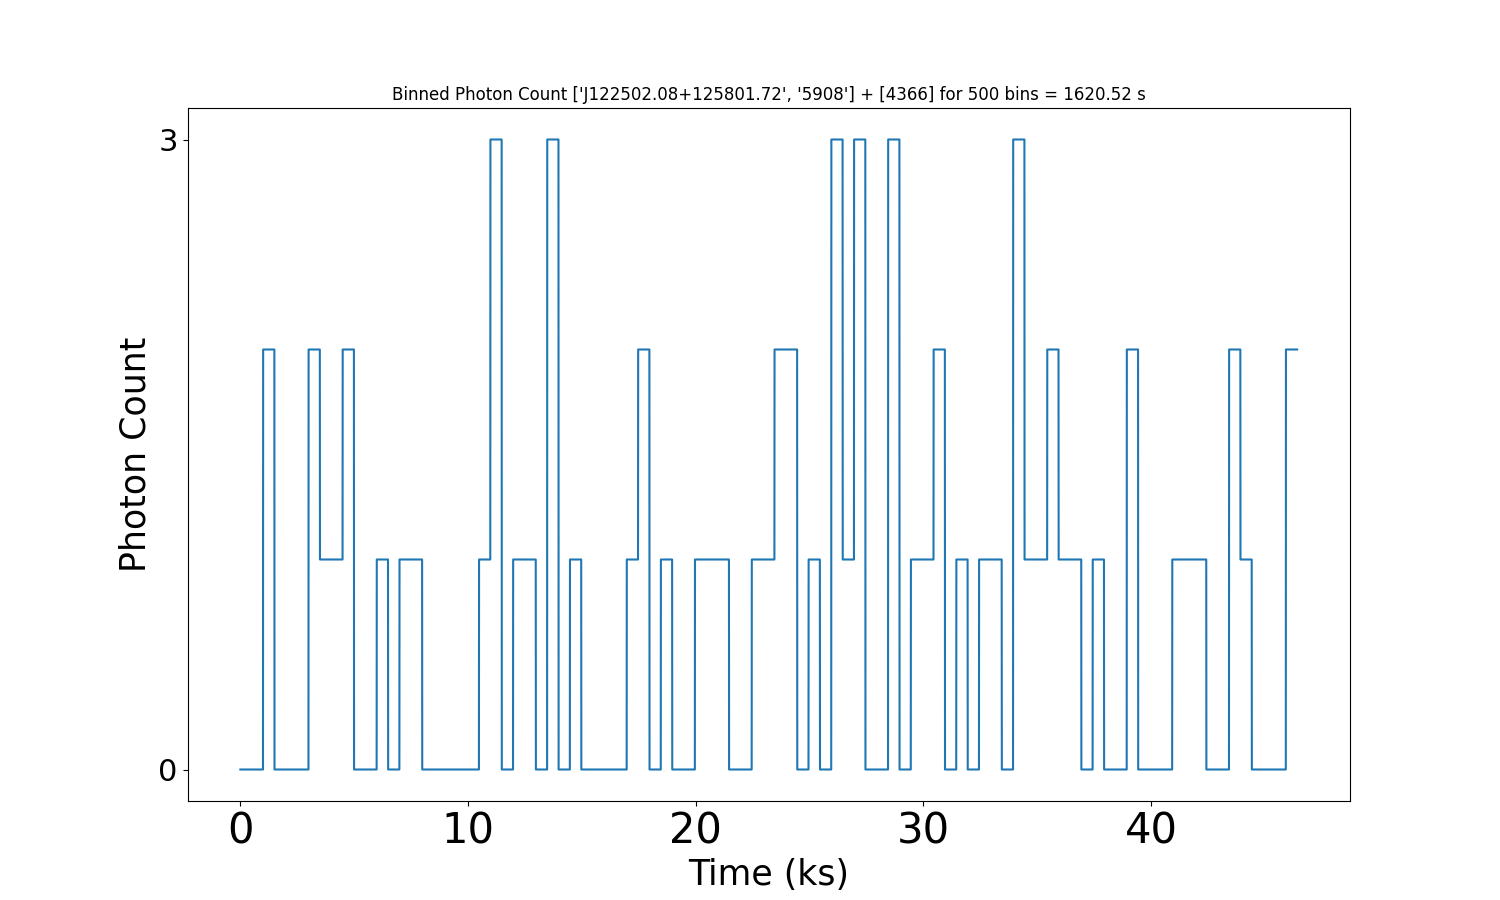 Binned Photon Count ['J122502.08+125801.72', '5908'] + [4366] for 500 bins = 1620.52 s
3
Photon Count
0
0 10 20 30 40
Time (ks)